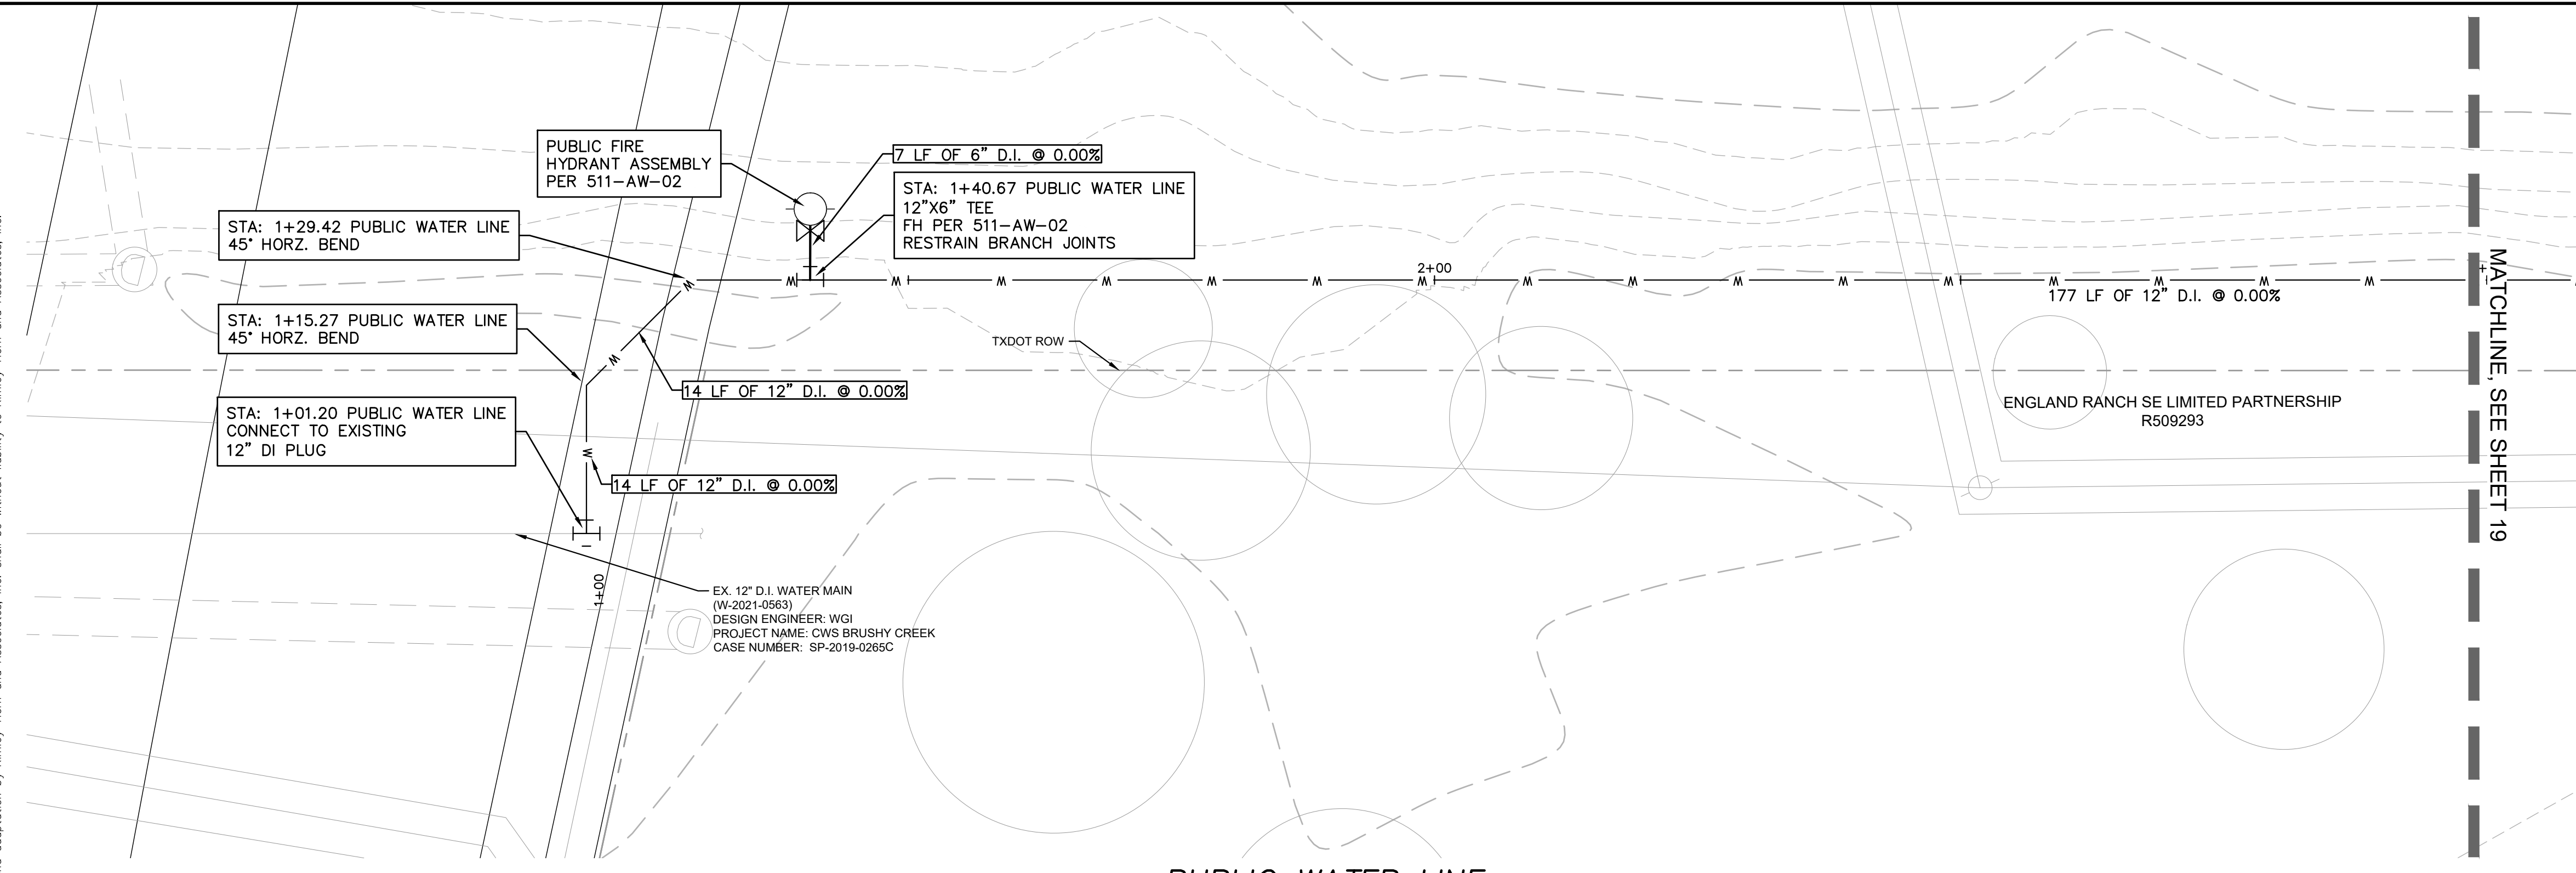 PUBLIC FIRE
HYDRANT ASSEMBLY
PER 511-AW-02
7 LF OF 6" D.I. @ 0.00%
STA: 1+40.67 PUBLIC WATER LINE
12"X6" TEE
FH PER 511-AW-02
RESTRAIN BRANCH JOINTS
STA: 1+29.42 PUBLIC WATER LINE
45° HORZ. BEND
STA: 1+15.27 PUBLIC WATER LINE
45° HORZ. BEND
STA: 1+01.20 PUBLIC WATER LINE
CONNECT TO EXISTING
12" DI PLUG
14 LF OF 12" D.I. @ 0.00%
14 LF OF 12" D.I. @ 0.00%
1+00
2+00
TXDOT ROW
177 LF OF 12" D.I. @ 0.00%
ENGLAND RANCH SE LIMITED PARTNERSHIP
R509293
MATCHLINE, SEE SHEET 19
EX. 12" D.I. WATER MAIN
(W-2021-0563)
DESIGN ENGINEER: WGI
PROJECT NAME: CWS BRUSHY CREEK
CASE NUMBER: SP-2019-0265C
PUBLIC WATER LINE